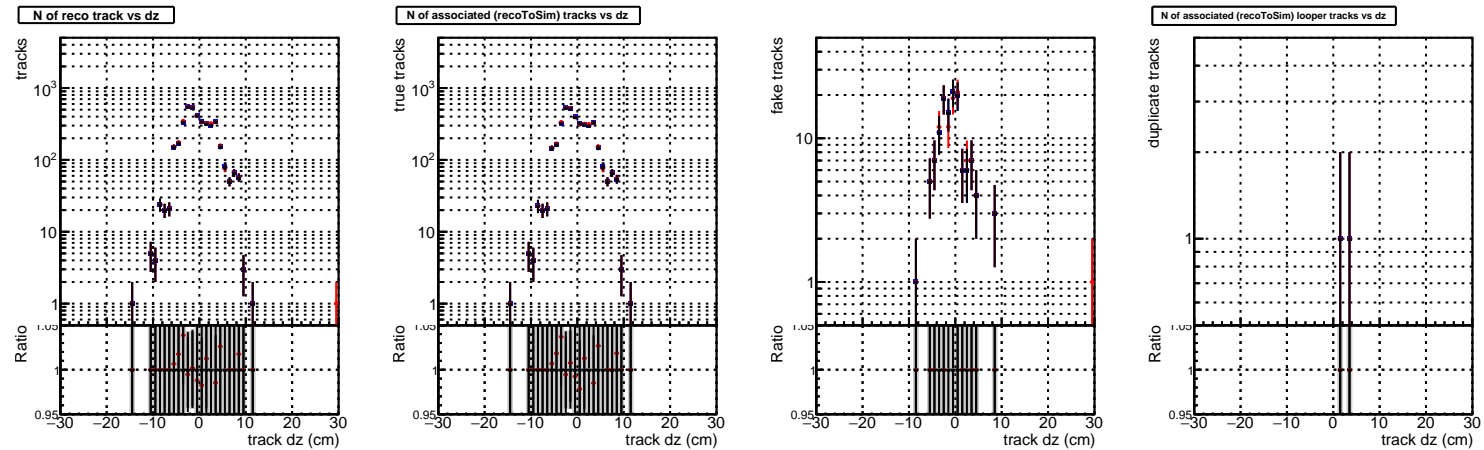 N of reco track vs dz
tracks
10³
10²
10
1
Ratio
1.05
1
0.95
−30 −20 −10 0 10 20 30
track dz (cm)
N of associated (recoToSim) tracks vs dz
true tracks
10³
10²
10
1
Ratio
1.05
1
0.95
−30 −20 −10 0 10 20 30
track dz (cm)
fake tracks
10
1
Ratio
1.05
1
0.95
−30 −20 −10 0 10 20 30
track dz (cm)
N of associated (recoToSim) looper tracks vs dz
duplicate tracks
1
Ratio
1.05
1
0.95
−30 −20 −10 0 10 20 30
track dz (cm)